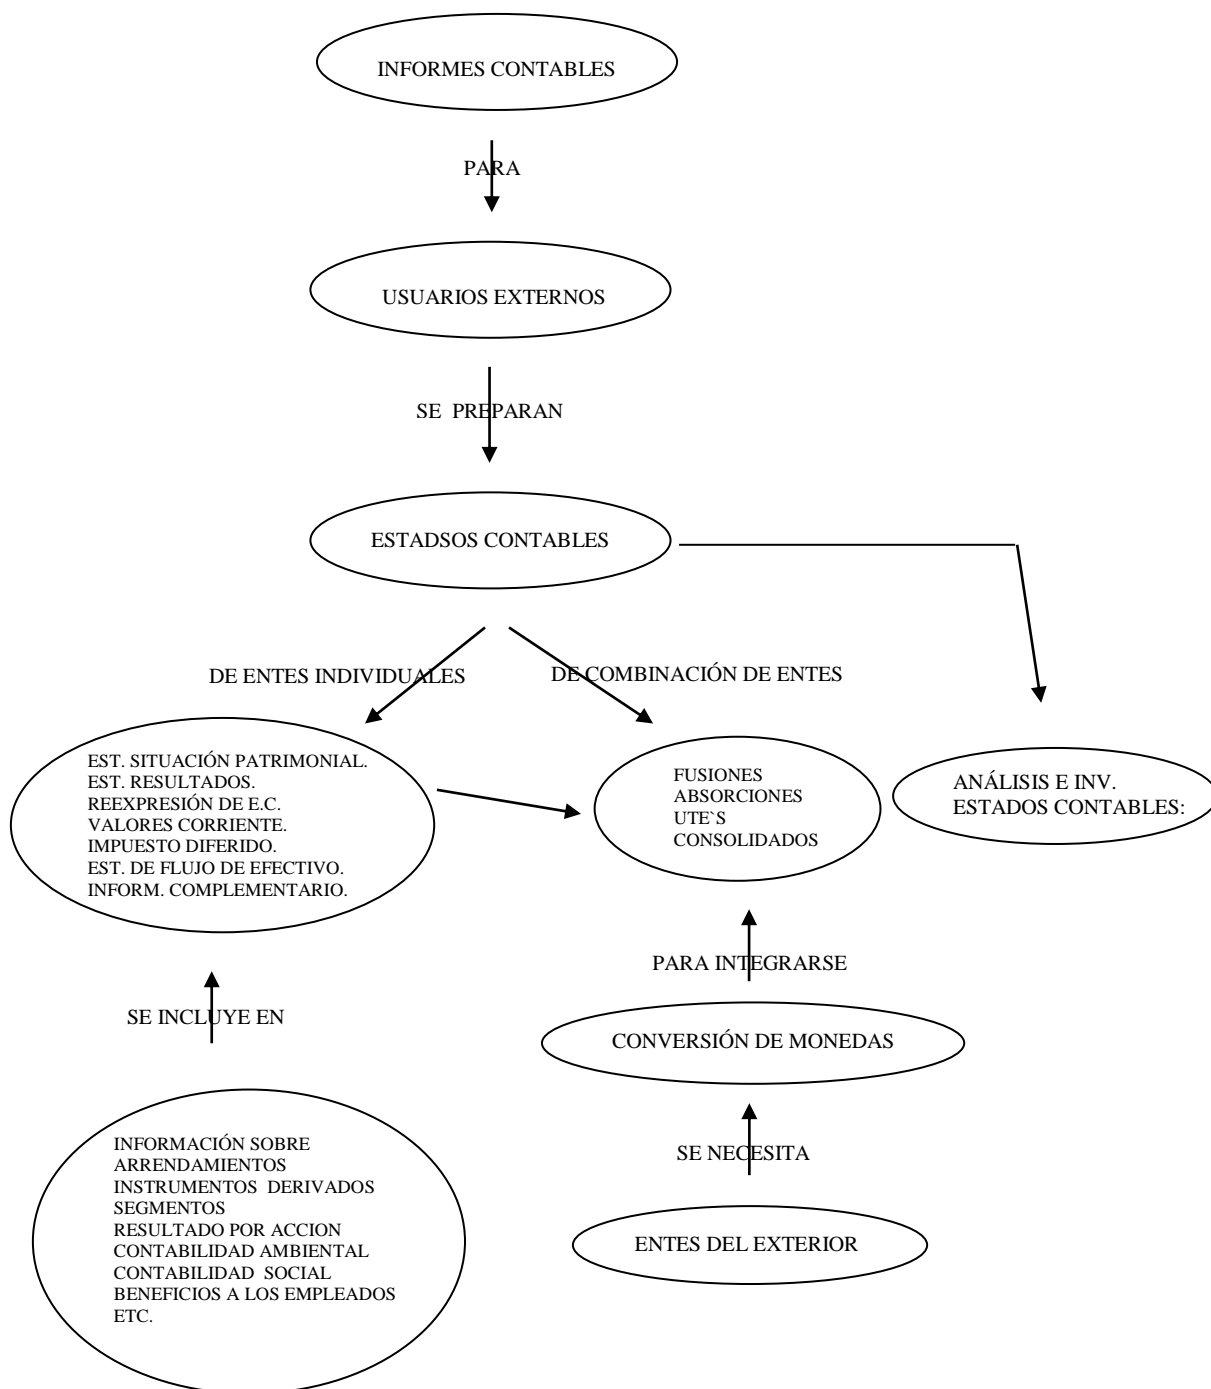 INFORMES CONTABLES
PARA
USUARIOS EXTERNOS
SE PREPARAN
ESTADSOS CONTABLES
DE ENTES INDIVIDUALES
DE COMBINACIÓN DE ENTES
EST. SITUACIÓN PATRIMONIAL.
EST. RESULTADOS.
REEXPRESIÓN DE E.C.
VALORES CORRIENTE.
IMPUESTO DIFERIDO.
EST. DE FLUJO DE EFECTIVO.
INFORM. COMPLEMENTARIO.
FUSIONES
ABSORCIONES
UTE`S
CONSOLIDADOS
ANÁLISIS E INV.
ESTADOS CONTABLES:
PARA INTEGRARSE
SE INCLUYE EN
CONVERSIÓN DE MONEDAS
INFORMACIÓN SOBRE
ARRENDAMIENTOS
INSTRUMENTOS DERIVADOS
SEGMENTOS
RESULTADO POR ACCION
CONTABILIDAD AMBIENTAL
CONTABILIDAD SOCIAL
BENEFICIOS A LOS EMPLEADOS
ETC.
SE NECESITA
ENTES DEL EXTERIOR